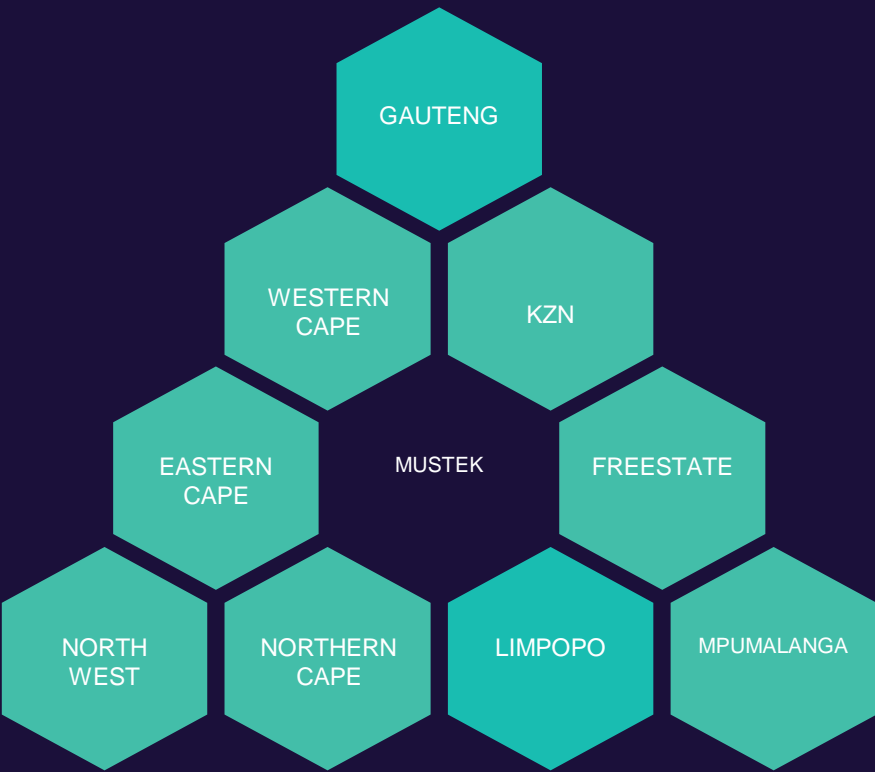 GAUTENG
WESTERN
CAPE
KZN
EASTERN
CAPE
MUSTEK
FREESTATE
NORTH
WEST
NORTHERN
CAPE
LIMPOPO
MPUMALANGA